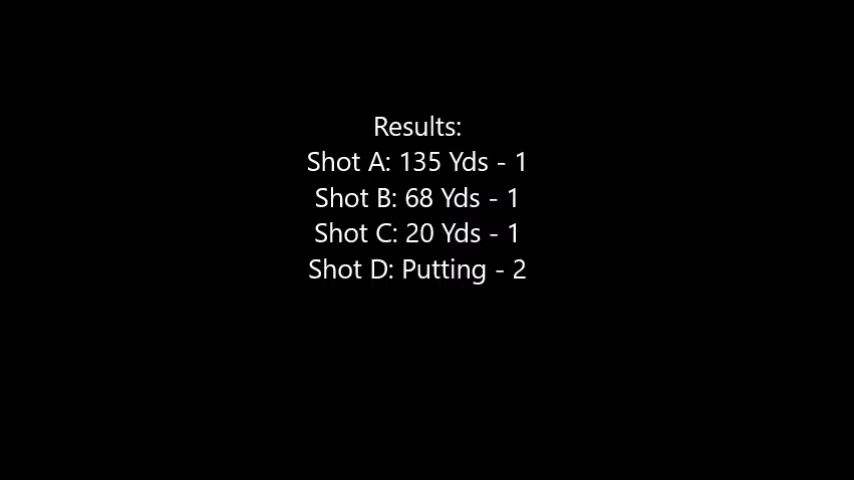 Results:
Shot A: 135 Yds - 1
Shot B: 68 Yds - 1
Shot C: 20 Yds - 1
Shot D: Putting - 2